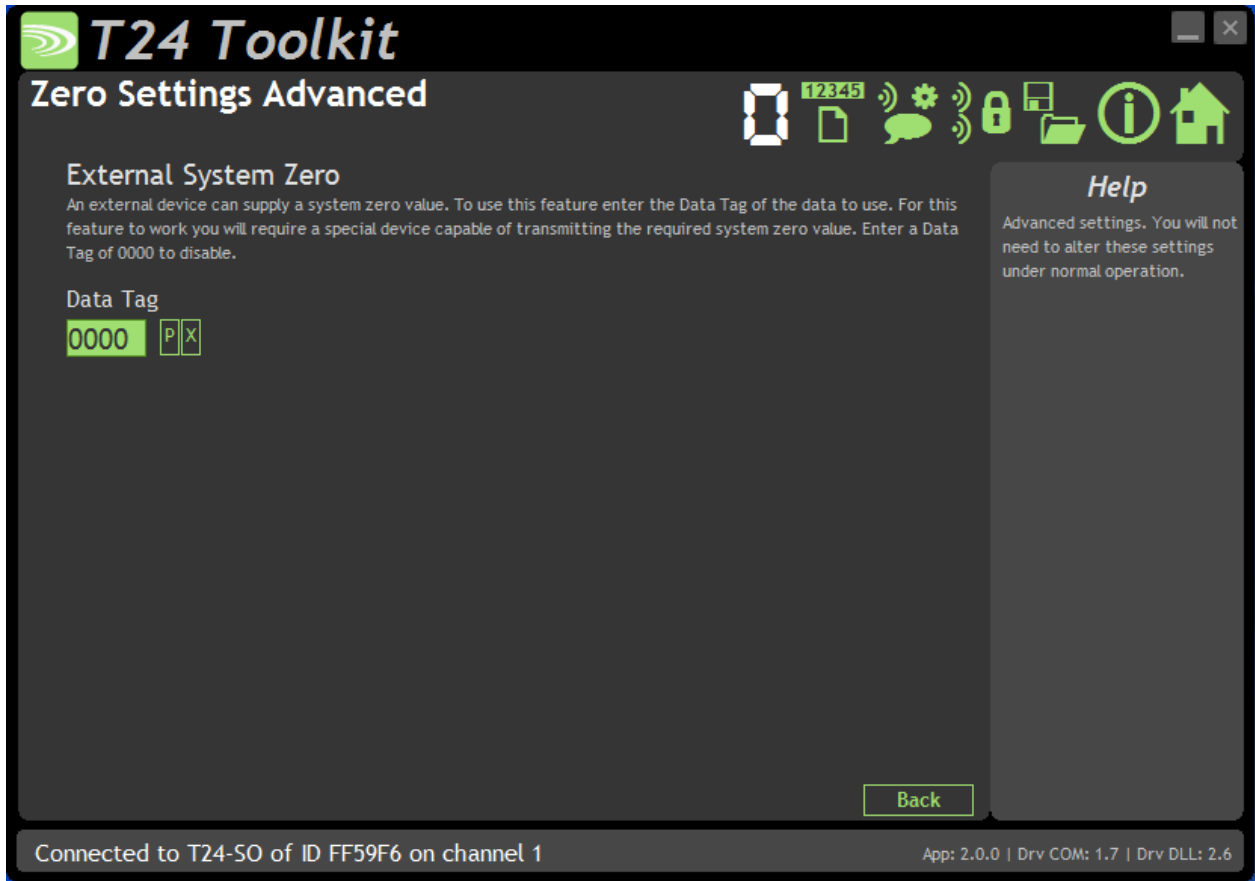 T24 Toolkit
Zero Settings Advanced
0
12345
External System Zero
An external device can supply a system zero value. To use this feature enter the Data Tag of the data to use. For this
feature to work you will require a special device capable of transmitting the required system zero value. Enter a Data
Tag of 0000 to disable.
Data Tag
0000 P X
Help
Advanced settings. You will not
need to alter these settings
under normal operation.
Back
Connected to T24-SO of ID FF59F6 on channel 1
App: 2.0.0 | Drv COM: 1.7 | Drv DLL: 2.6